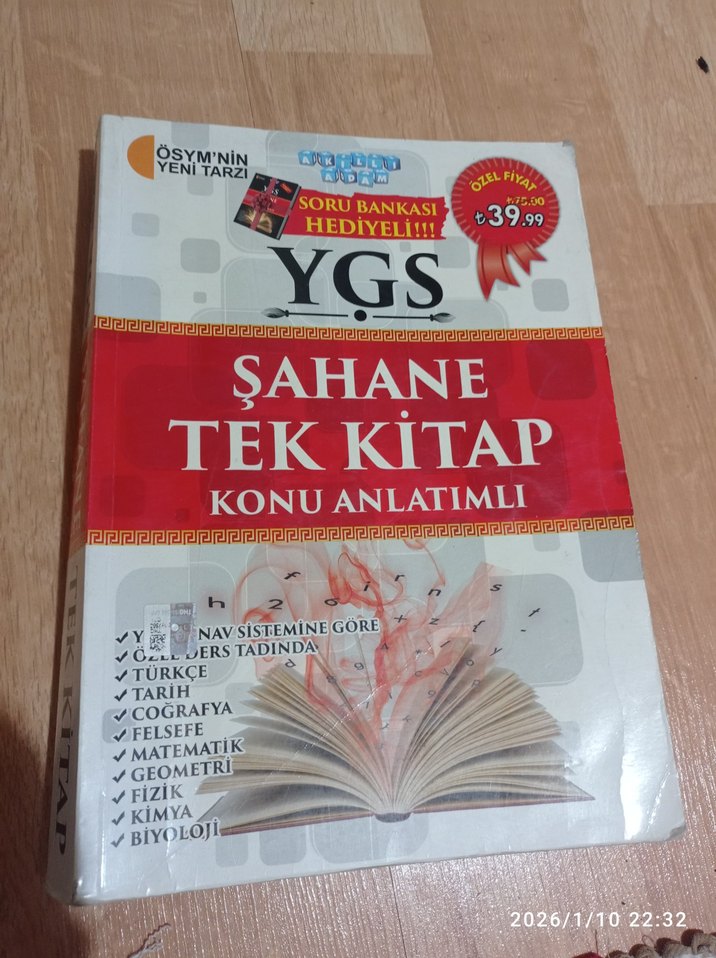 ÖSYM'NİN
YENİ TARZI
AKILLI
ADAM
SORU BANKASI
HEDİYELİ!!!
ÖZEL FİYAT
₺75.00
₺39.99
YGS
ŞAHANE
TEK KİTAP
KONU ANLATIMLI
h f o i r n s t
SINAV SİSTEMİNE GÖRE
ÖZEL DERS TADINDA
TÜRKÇE
TARİH
COĞRAFYA
FELSEFE
MATEMATİK
GEOMETRİ
FİZİK
KİMYA
BİYOLOJİ
TEK KİTAP
2026/1/10 22:32